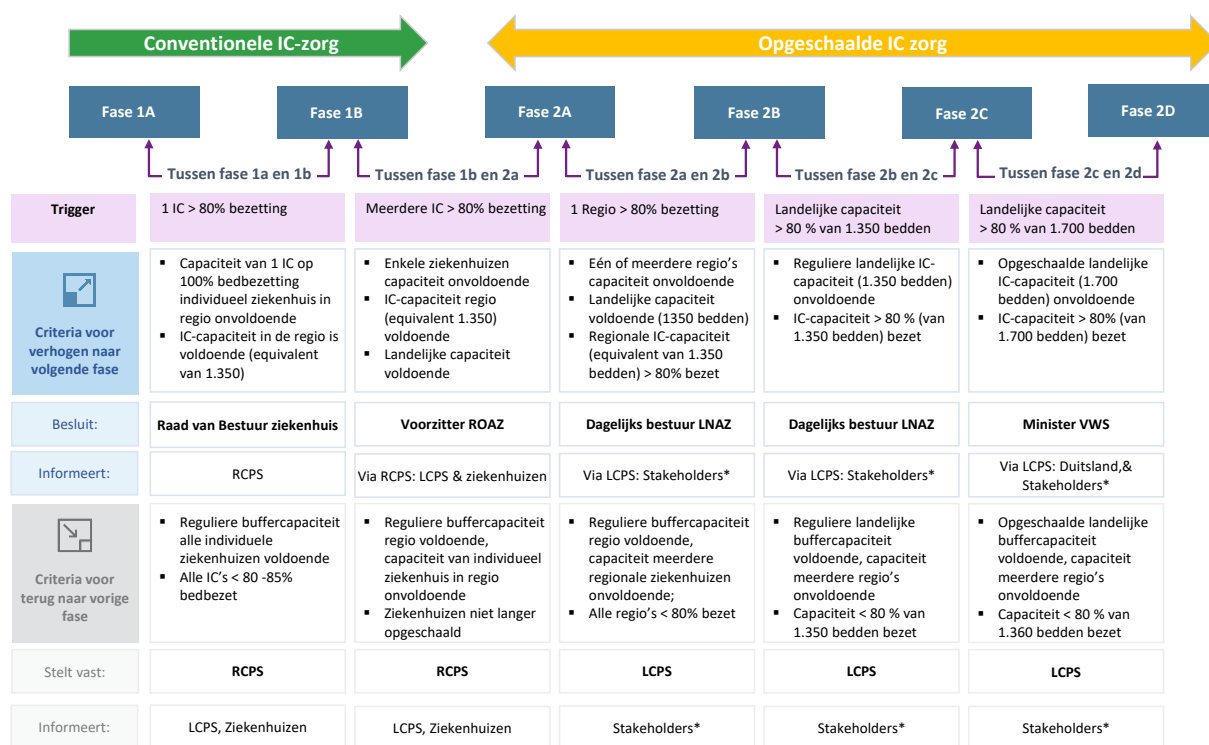 Conventionele IC-zorg
Opgeschaalde IC zorg
Fase 1A
Fase 1B
Fase 2A
Fase 2B
Fase 2C
Fase 2D
Tussen fase 1a en 1b
Tussen fase 1b en 2a
Tussen fase 2a en 2b
Tussen fase 2b en 2c
Tussen fase 2c en 2d
Trigger
1 IC > 80% bezetting
Meerdere IC > 80% bezetting
1 Regio > 80% bezetting
Landelijke capaciteit
> 80 % van 1.350 bedden
Landelijke capaciteit
> 80 % van 1.700 bedden
Criteria voor
verhogen naar
volgende fase
▪ Capaciteit van 1 IC op
100% bedbezetting
individueel ziekenhuis in
regio onvoldoende
▪ IC-capaciteit in de regio is
voldoende (equivalent
van 1.350)
▪ Enkele ziekenhuizen
capaciteit onvoldoende
▪ IC-capaciteit regio
(equivalent 1.350)
voldoende
▪ Landelijke capaciteit
voldoende
▪ Eén of meerdere regio's
capaciteit onvoldoende
▪ Landelijke capaciteit
voldoende (1350 bedden)
▪ Regionale IC-capaciteit
(equivalent van 1.350
bedden) > 80% bezet
▪ Reguliere landelijke IC-
capaciteit (1.350 bedden)
onvoldoende
▪ IC-capaciteit > 80 % (van
1.350 bedden) bezet
▪ Opgeschaalde landelijke
IC-capaciteit (1.700
bedden) onvoldoende
▪ IC-capaciteit > 80% (van
1.700 bedden) bezet
Besluit:
Raad van Bestuur ziekenhuis
Voorzitter ROAZ
Dagelijks bestuur LNAZ
Dagelijks bestuur LNAZ
Minister VWS
Informeert:
RCPS
Via RCPS: LCPS & ziekenhuizen
Via LCPS: Stakeholders*
Via LCPS: Stakeholders*
Via LCPS: Duitsland,&
Stakeholders*
Criteria voor
terug naar vorige
fase
▪ Reguliere buffercapaciteit
alle individuele
ziekenhuizen voldoende
▪ Alle IC's < 80 -85%
bedbezet
▪ Reguliere buffercapaciteit
regio voldoende,
capaciteit van individueel
ziekenhuis in regio
onvoldoende
▪ Ziekenhuizen niet langer
opgeschaald
▪ Reguliere buffercapaciteit
regio voldoende,
capaciteit meerdere
regionale ziekenhuizen
onvoldoende;
▪ Alle regio's < 80% bezet
▪ Reguliere landelijke
buffercapaciteit
voldoende, capaciteit
meerdere regio's
onvoldoende
▪ Capaciteit < 80 % van
1.350 bedden bezet
▪ Opgeschaalde landelijke
buffercapaciteit
voldoende, capaciteit
meerdere regio's
onvoldoende
▪ Capaciteit < 80 % van
1.360 bedden bezet
Stelt vast:
RCPS
RCPS
LCPS
LCPS
LCPS
Informeert:
LCPS, Ziekenhuizen
LCPS, Ziekenhuizen
Stakeholders*
Stakeholders*
Stakeholders*